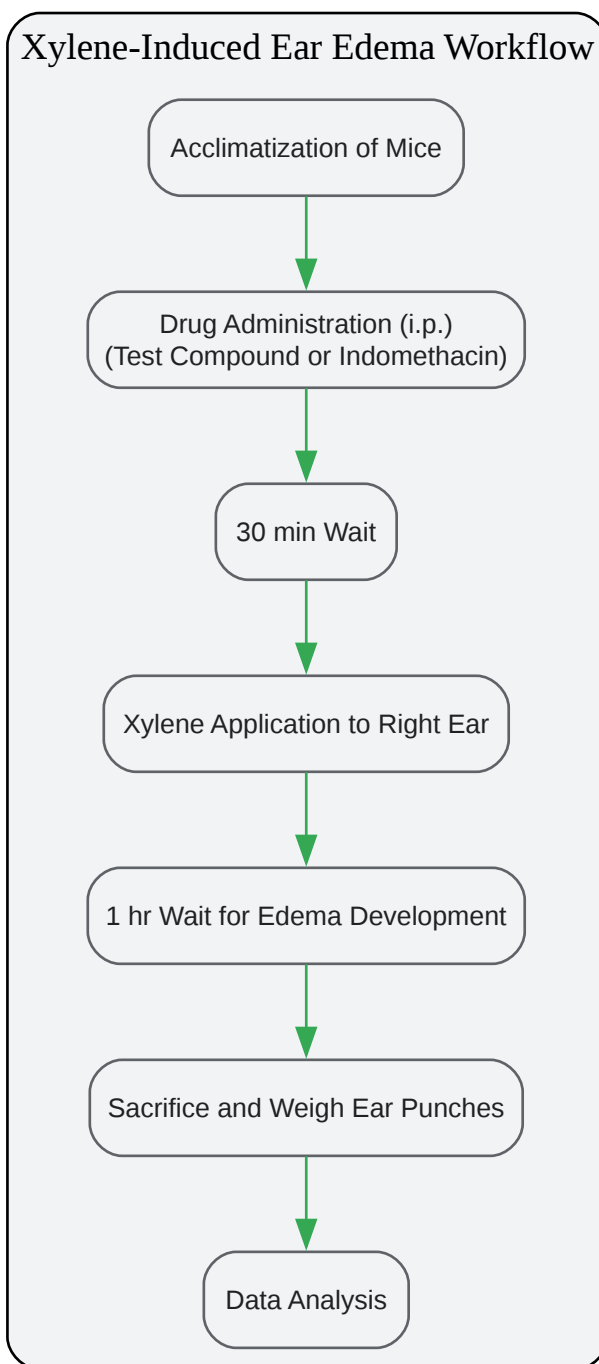 Xylene-Induced Ear Edema Workflow
Acclimatization of Mice
Drug Administration (i.p.)
(Test Compound or Indomethacin)
30 min Wait
Xylene Application to Right Ear
1 hr Wait for Edema Development
Sacrifice and Weigh Ear Punches
Data Analysis